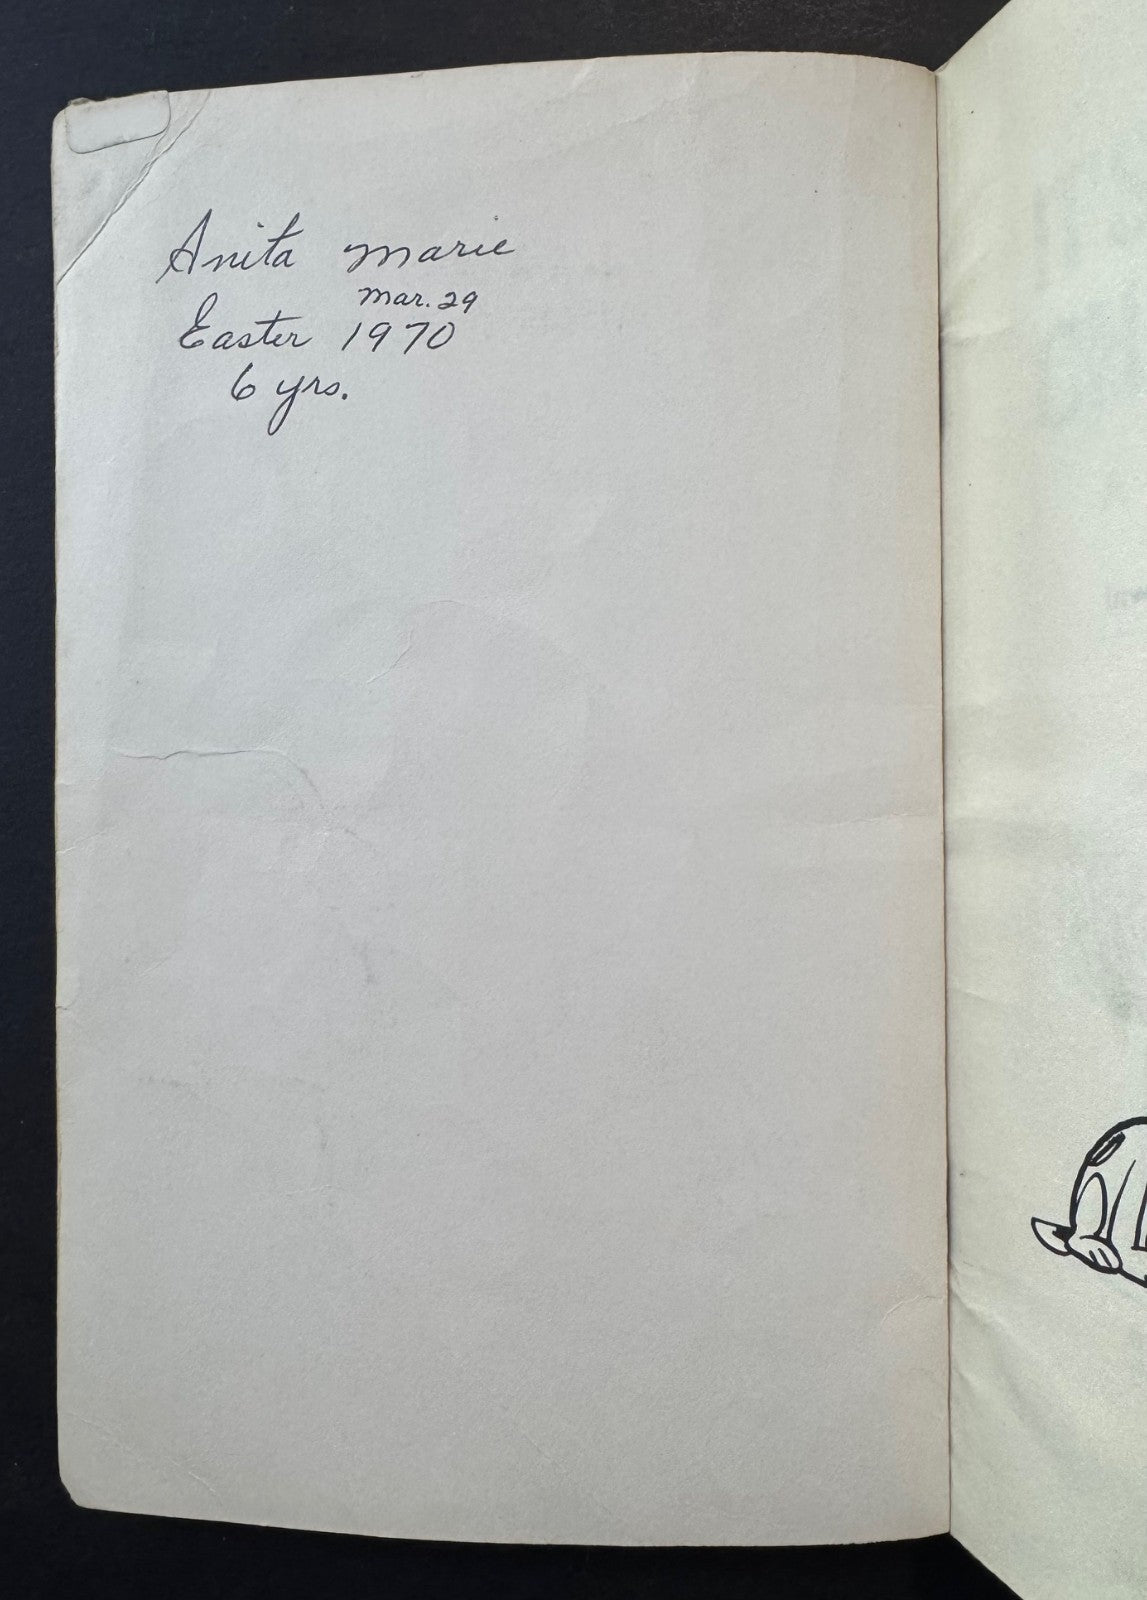 Anita Marie
Mar. 29
Easter 1970
6 yrs.